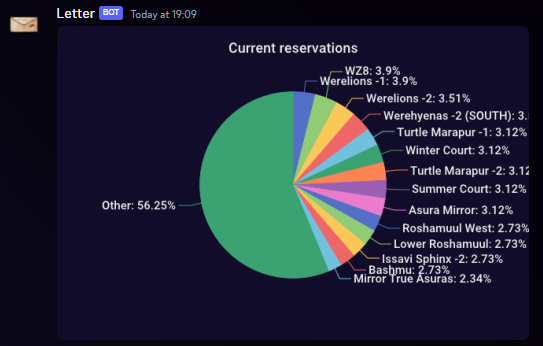 Letter BOT Today at 19:09
Current reservations
WZ8: 3.9%
Werelions -1: 3.9%
Werelions -2: 3.51%
Werehyenas -2 (SOUTH): 3.
Turtle Marapur -1: 3.12%
Winter Court: 3.12%
Turtle Marapur -2: 3.12
Summer Court: 3.12%
Asura Mirror: 3.12%
Other: 56.25%
Roshamuul West: 2.73%
Lower Roshamuul: 2.73%
Issavi Sphinx -2: 2.73%
Bashmu: 2.73%
Mirror True Asuras: 2.34%